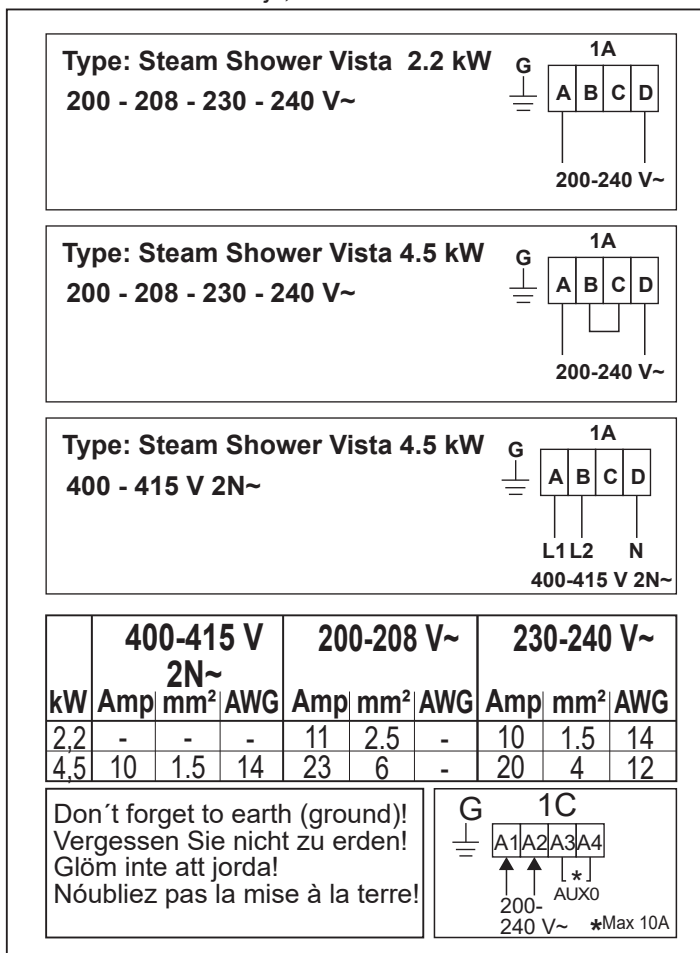 Type: Steam Shower Vista 2.2 kW
200 - 208 - 230 - 240 V~
G
1A
A B C D
200-240 V~
Type: Steam Shower Vista 4.5 kW
200 - 208 - 230 - 240 V~
G
1A
A B C D
200-240 V~
Type: Steam Shower Vista 4.5 kW
400 - 415 V 2N~
G
1A
A B C D
L1 L2 N
400-415 V 2N~
400-415 V 2N~ 200-208 V~ 230-240 V~
kW Amp mm² AWG Amp mm² AWG Amp mm² AWG
2,2 - - - 11 2.5 - 10 1.5 14
4,5 10 1.5 14 23 6 - 20 4 12
Don´t forget to earth (ground)!
Vergessen Sie nicht zu erden!
Glöm inte att jorda!
Nóubliez pas la mise à la terre!
G 1C
A1 A2 A3 A4
*
AUX0
200-
240 V~ *Max 10A